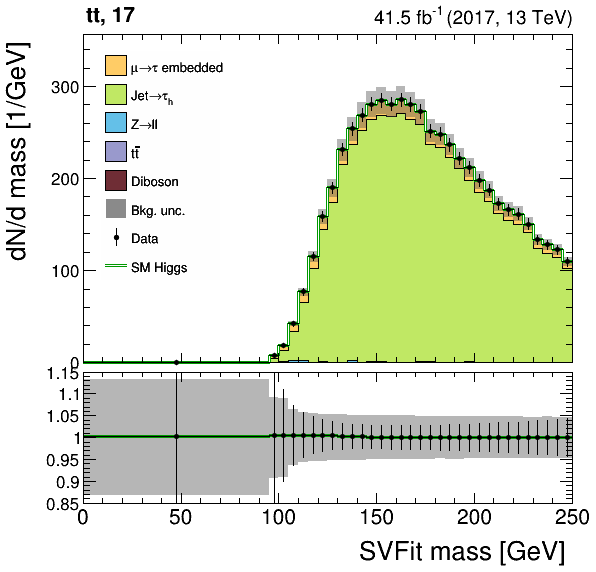 tt, 17
41.5 fb⁻¹ (2017, 13 TeV)
dN/d mass [1/GeV]
300
200
100
0
μ→τ embedded
Jet→τₕ
Z→ll
tt̄
Diboson
Bkg. unc.
Data
SM Higgs
1.15
1.1
1.05
1
0.95
0.9
0.85
0 50 100 150 200 250
SVFit mass [GeV]